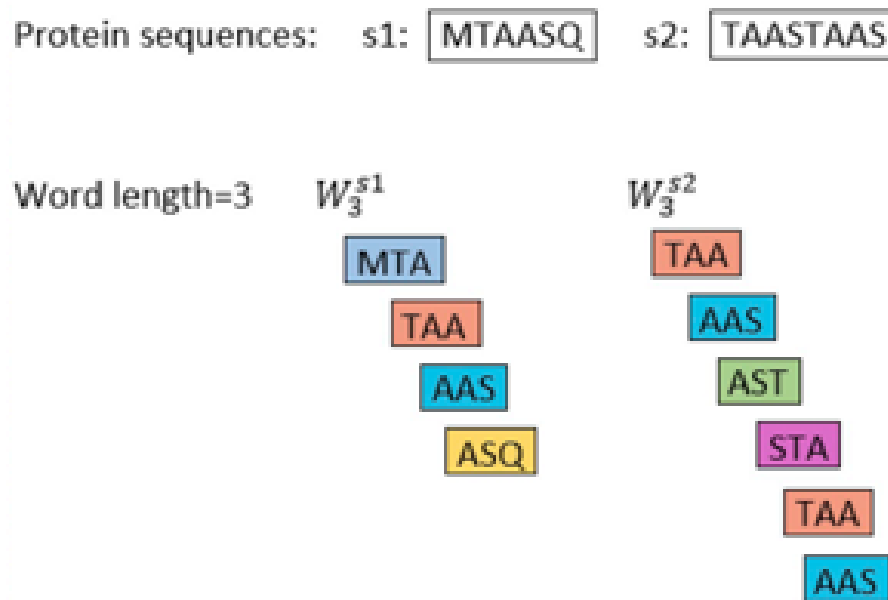 Protein sequences: s1: MTAASQ s2: TAASTAAS
Word length=3 W₃ˢ¹ W₃ˢ²
MTA TAA
TAA AAS
AAS AST
ASQ STA
TAA
AAS